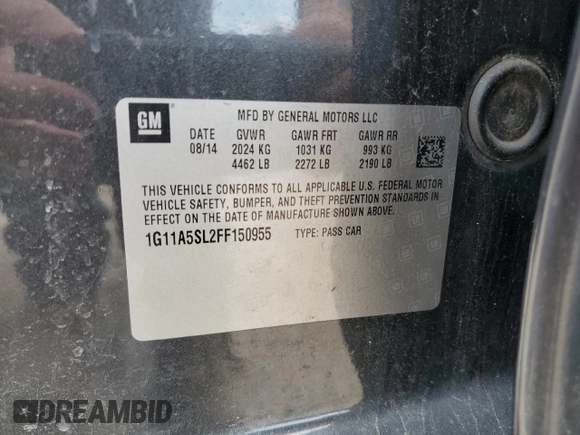 GM
MFD BY GENERAL MOTORS LLC
DATE GVWR GAWR FRT GAWR RR
08/14 2024 KG 1031 KG 993 KG
4462 LB 2272 LB 2190 LB
THIS VEHICLE CONFORMS TO ALL APPLICABLE U.S. FEDERAL MOTOR
VEHICLE SAFETY, BUMPER, AND THEFT PREVENTION STANDARDS IN
EFFECT ON THE DATE OF MANUFACTURE SHOWN ABOVE.
1G11A5SL2FF150955 TYPE: PASS CAR
DREAMBID